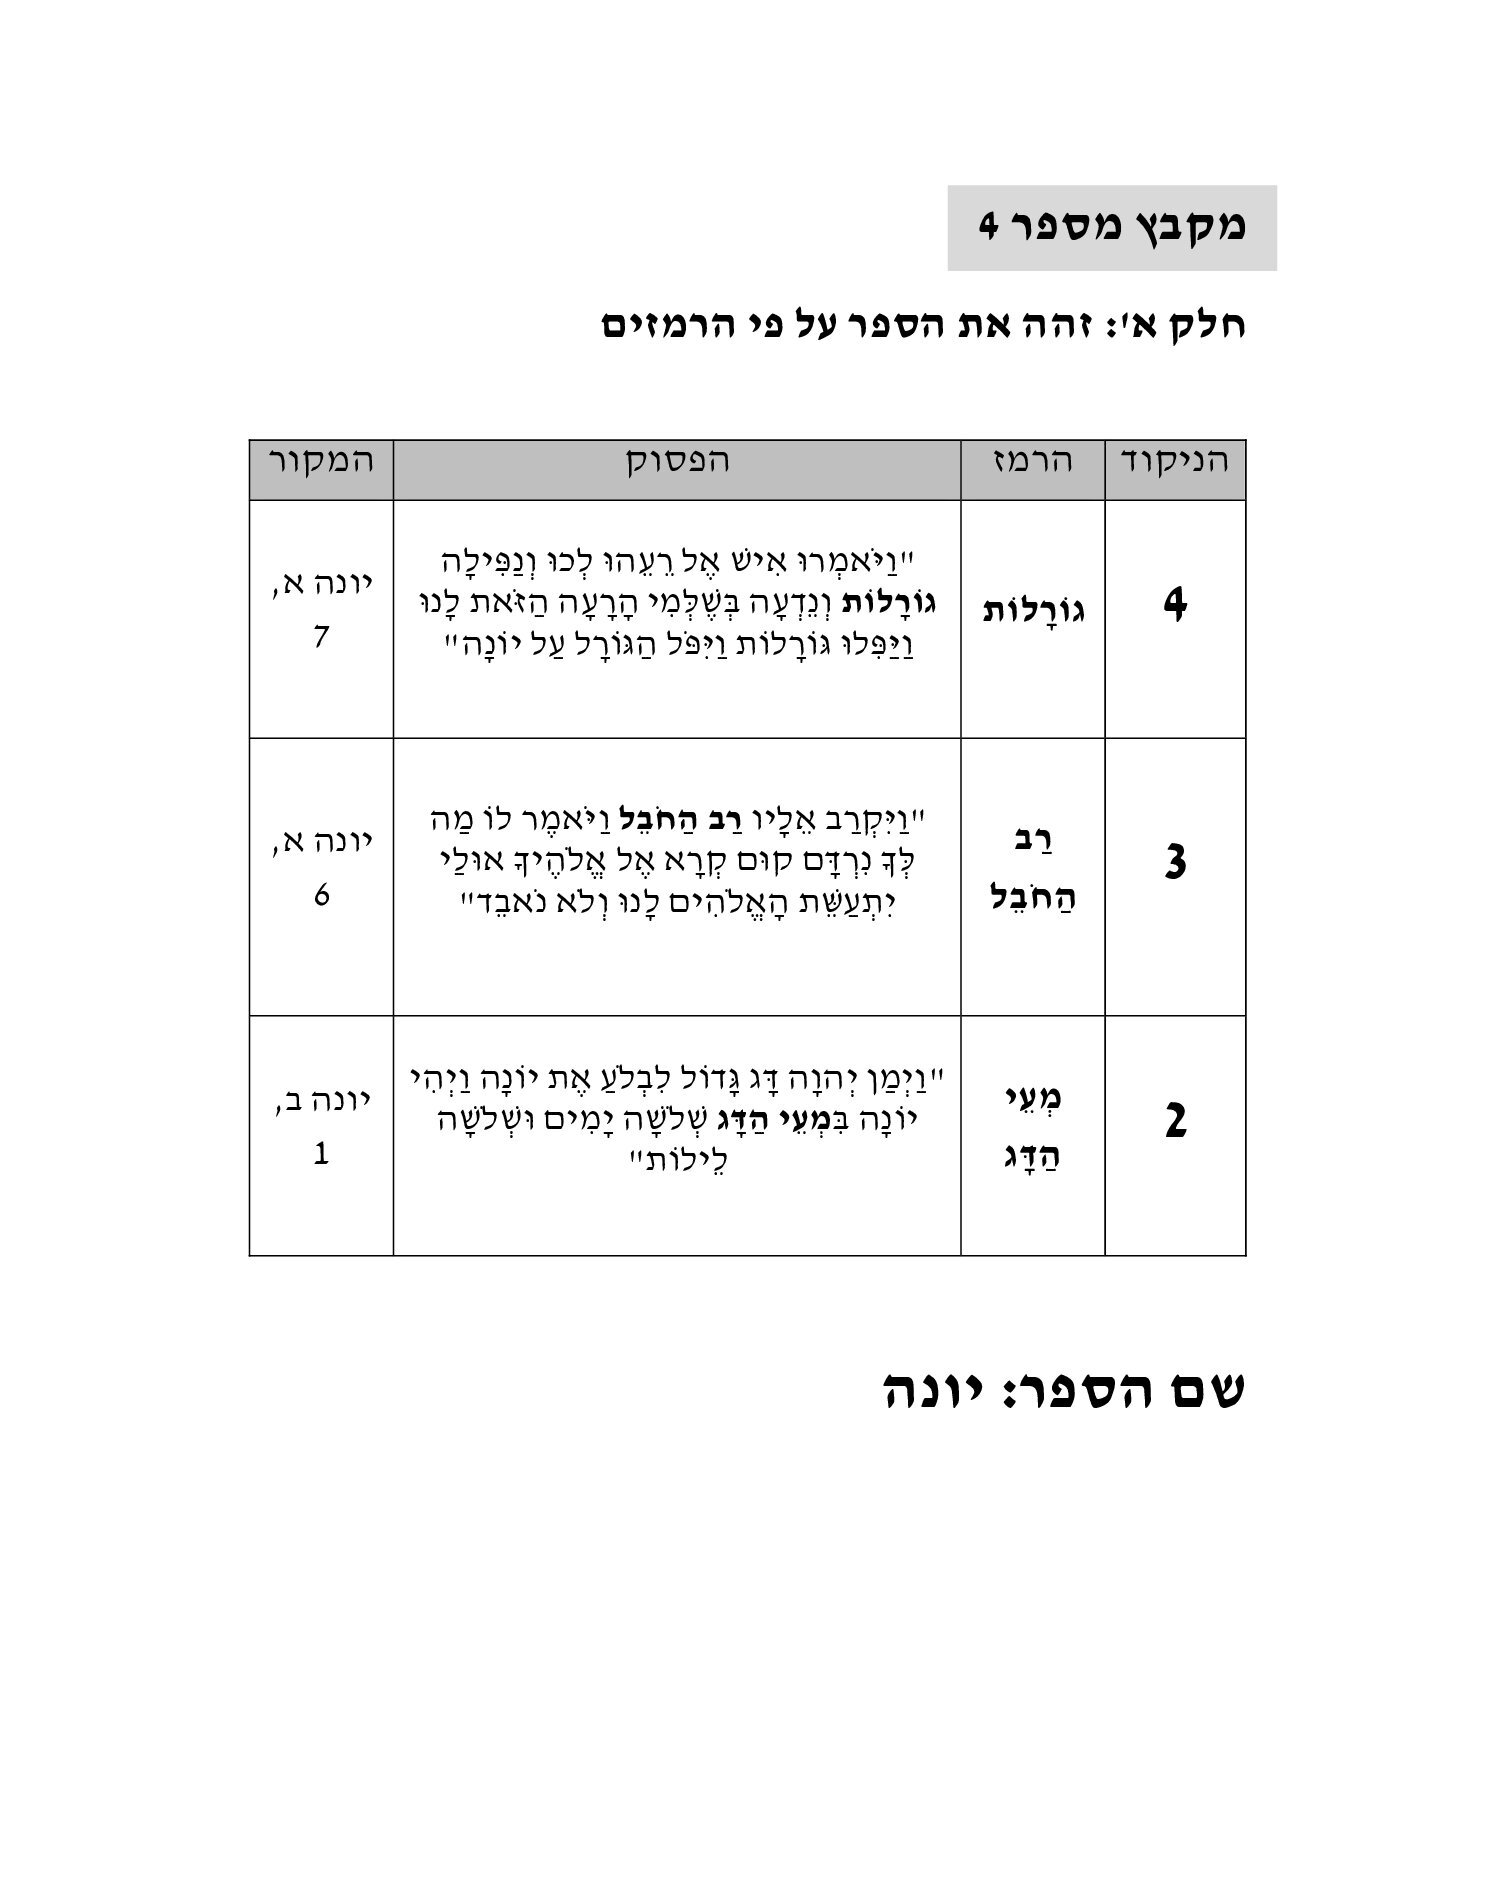 מקבץ מספר 4
חלק א': זהה את הספר על פי הרמזים
הניקוד הרמז הפסוק המקור
4
גוֹרָלוֹת
"וַיֹּאמְרוּ אִישׁ אֶל רֵעֵהוּ לְכוּ וְנַפִּילָה
גוֹרָלוֹת וְנֵדְעָה בְּשֶׁלְּמִי הָרָעָה הַזֹּאת לָנוּ
וַיַּפִּלוּ גּוֹרָלוֹת וַיִּפֹּל הַגּוֹרָל עַל יוֹנָה"
יונה א,
7
3
רַב
הַחֹבֵל
"וַיִּקְרַב אֵלָיו רַב הַחֹבֵל וַיֹּאמֶר לוֹ מַה
לְּךָ נִרְדָּם קוּם קְרָא אֶל אֱלֹהֶיךָ אוּלַי
יִתְעַשֵּׁת הָאֱלֹהִים לָנוּ וְלֹא נֹאבֵד"
יונה א,
6
2
מְעֵי
הַדָּג
"וַיְמַן יְהוָה דָּג גָּדוֹל לִבְלֹעַ אֶת יוֹנָה וַיְהִי
יוֹנָה בִּמְעֵי הַדָּג שְׁלֹשָׁה יָמִים וּשְׁלֹשָׁה
לֵילוֹת"
יונה ב,
1
שם הספר: יונה